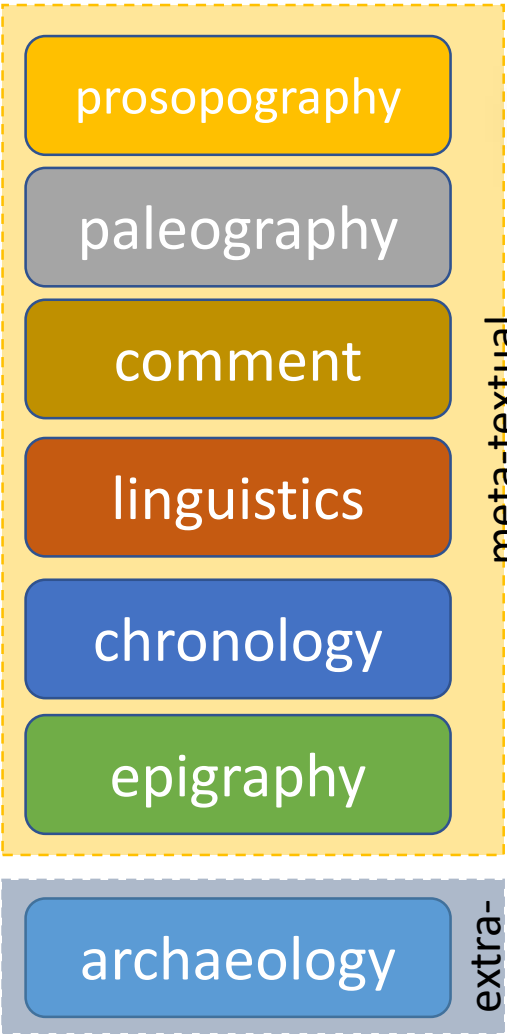 prosopography
paleography
comment
linguistics
chronology
epigraphy
meta-textual
archaeology
extra-